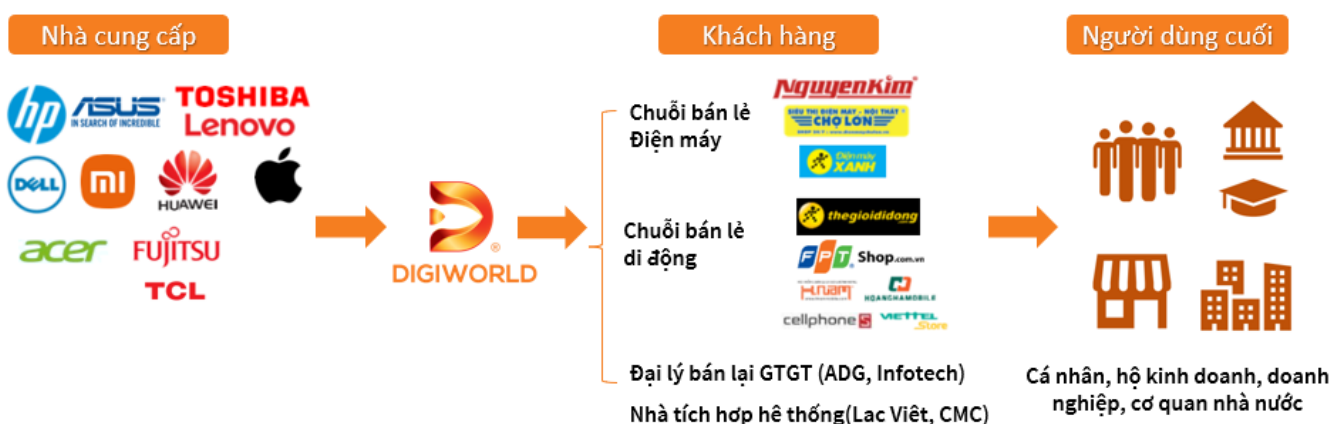 Nhà cung cấp
Khách hàng
Người dùng cuối
hp
ASUS
IN SEARCH OF INCREDIBLE
TOSHIBA
Lenovo
DELL
mi
HUAWEI
acer
FUJITSU
TCL
DIGIWORLD
Chuỗi bán lẻ
Điện máy
NguyenKim
SIÊU THỊ ĐIỆN MÁY - NỘI THẤT
CHỢ LỚN
Điện máy
XANH
Chuỗi bán lẻ
di động
thegioididong
.com
FPT Shop.com.vn
H.nam
HOANGHAMOBILE
cellphone S
VIETTEL
Store
Đại lý bán lại GTGT (ADG, Infotech)
Nhà tích hợp hệ thống(Lac Việt, CMC)
Cá nhân, hộ kinh doanh, doanh
nghiệp, cơ quan nhà nước